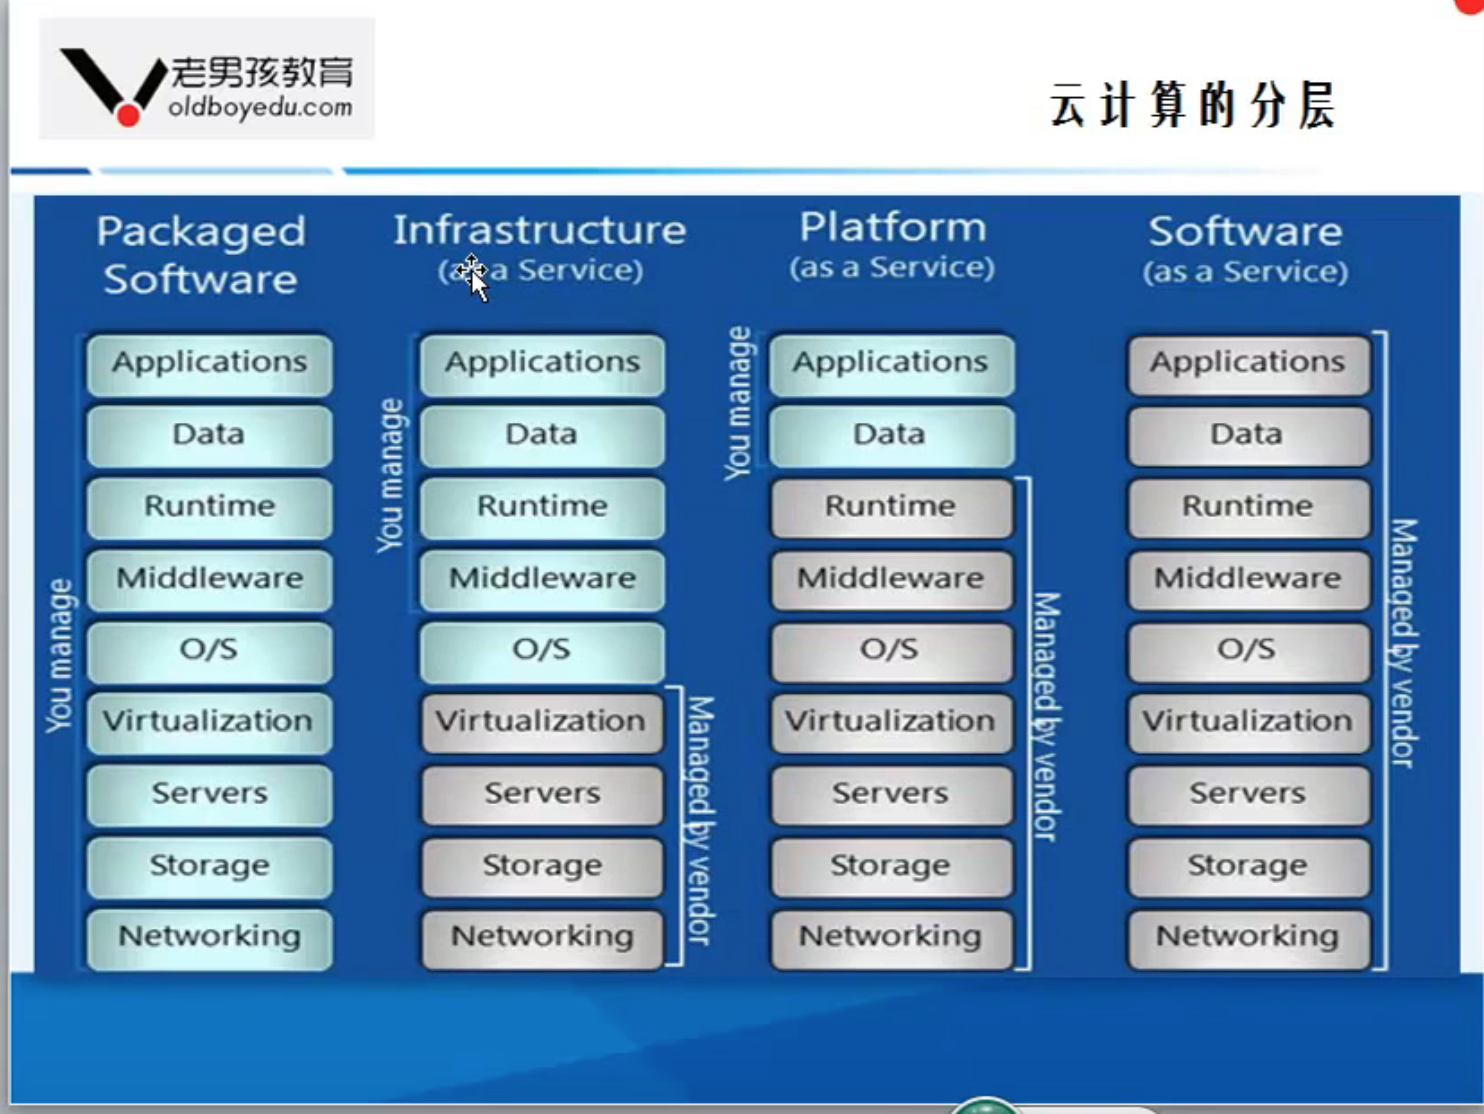 老男孩教育
oldboyedu.com
云计算的分层
Packaged
Software
Infrastructure
(as a Service)
Platform
(as a Service)
Software
(as a Service)
You manage
Applications
Data
Runtime
Middleware
O/S
Virtualization
Servers
Storage
Networking
You manage
Applications
Data
Runtime
Middleware
O/S
Virtualization
Servers
Storage
Networking
Managed by vendor
You manage
Applications
Data
Runtime
Middleware
O/S
Virtualization
Servers
Storage
Networking
Managed by vendor
Applications
Data
Runtime
Middleware
O/S
Virtualization
Servers
Storage
Networking
Managed by vendor